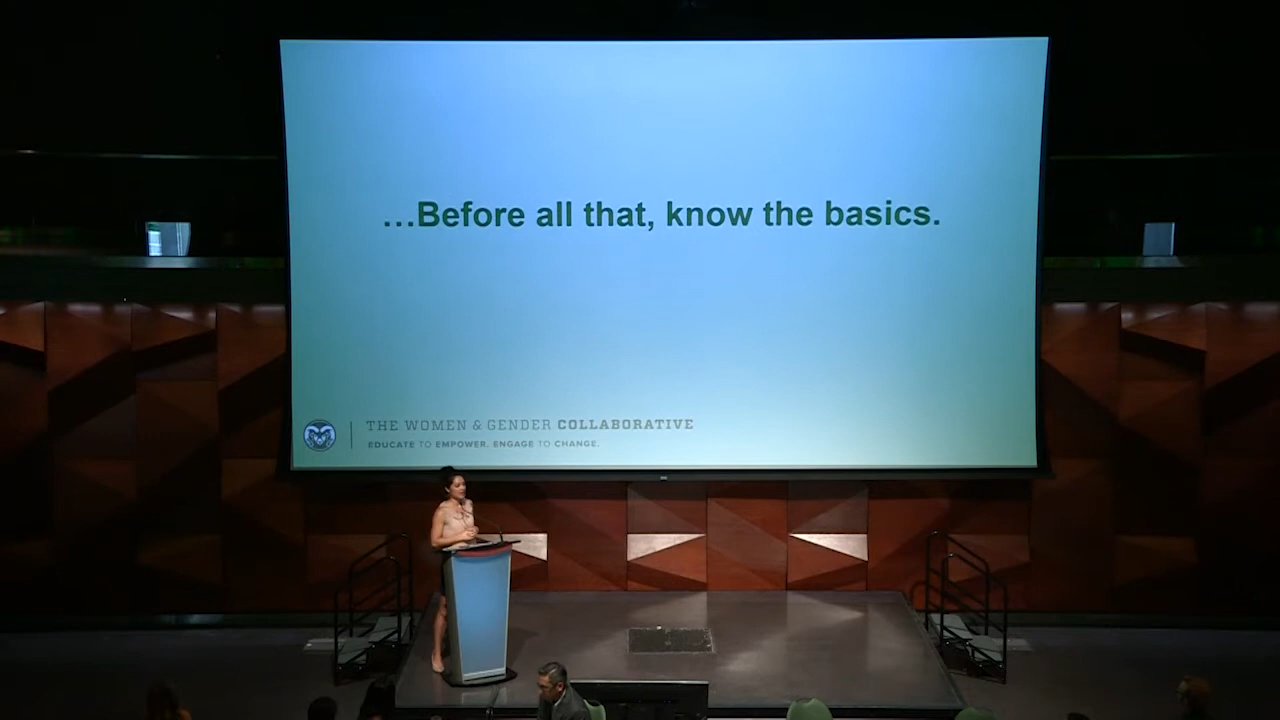 ...Before all that, know the basics.
THE WOMEN & GENDER COLLABORATIVE
EDUCATE TO EMPOWER. ENGAGE TO CHANGE.